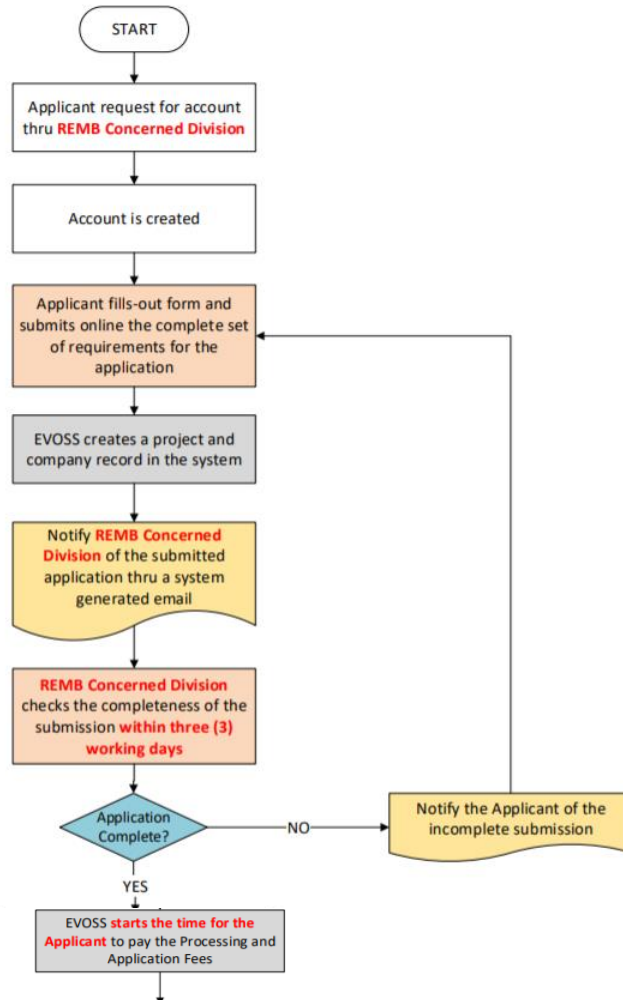 START
Applicant request for account
thru REMB Concerned Division
Account is created
Applicant fills-out form and
submits online the complete set
of requirements for the
application
EVOSS creates a project and
company record in the system
Notify REMB Concerned
Division of the submitted
application thru a system
generated email
REMB Concerned Division
checks the completeness of the
submission within three (3)
working days
Application
Complete?
NO
Notify the Applicant of the
incomplete submission
YES
EVOSS starts the time for the
Applicant to pay the Processing and
Application Fees